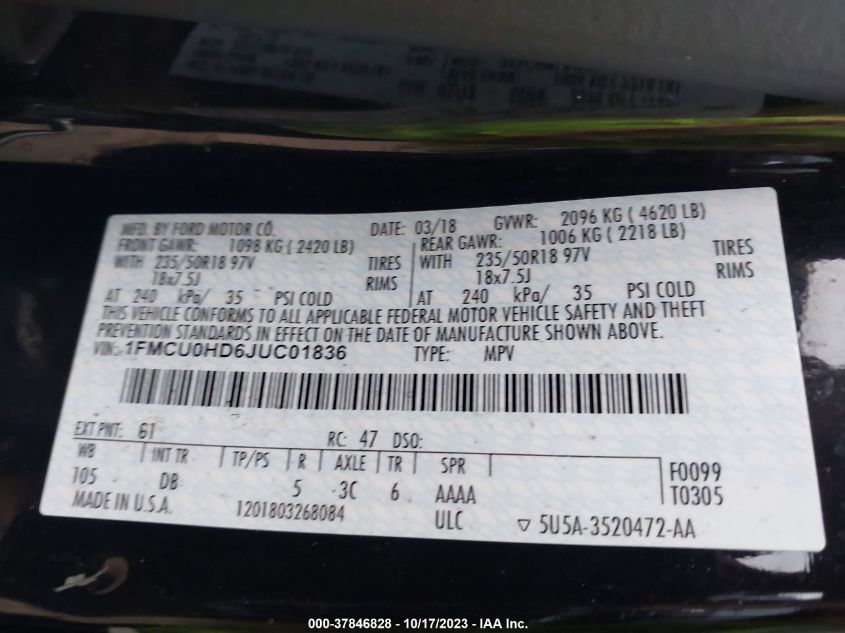 MFD. BY FORD MOTOR CO. DATE: 03/18 GVWR: 2096 KG ( 4620 LB)
FRONT GAWR: 1098 KG ( 2420 LB) REAR GAWR: 1006 KG ( 2218 LB)
WITH 235/50R18 97V TIRES WITH 235/50R18 97V TIRES
18x7.5J RIMS 18x7.5J RIMS
AT 240 kPa/ 35 PSI COLD AT 240 kPa/ 35 PSI COLD
THIS VEHICLE CONFORMS TO ALL APPLICABLE FEDERAL MOTOR VEHICLE SAFETY AND THEFT
PREVENTION STANDARDS IN EFFECT ON THE DATE OF MANUFACTURE SHOWN ABOVE.
VIN: 1FMCU0HD6JUC01836 TYPE: MPV
EXT PNT: 61 RC: 47 DSO:
WB INT TR TP/PS R AXLE TR SPR F0099
105 DB 5 3C 6 AAAA T0305
MADE IN U.S.A. 1201803268084 ULC ▽ 5U5A-3520472-AA
000-37846828 - 10/17/2023 - IAA Inc.